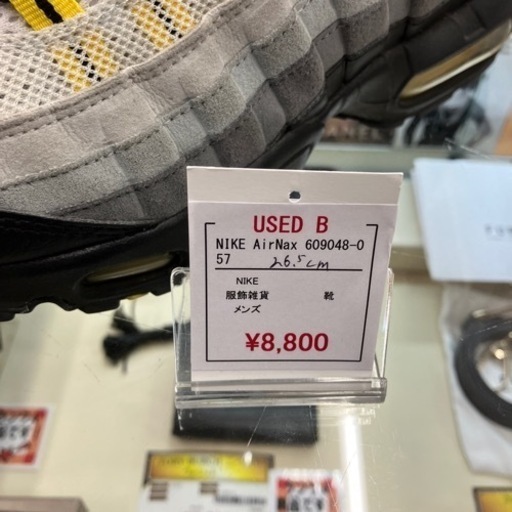 USED B
NIKE AirNax 609048-0
57 26.5cm
NIKE
服飾雑貨 靴
メンズ
¥8,800